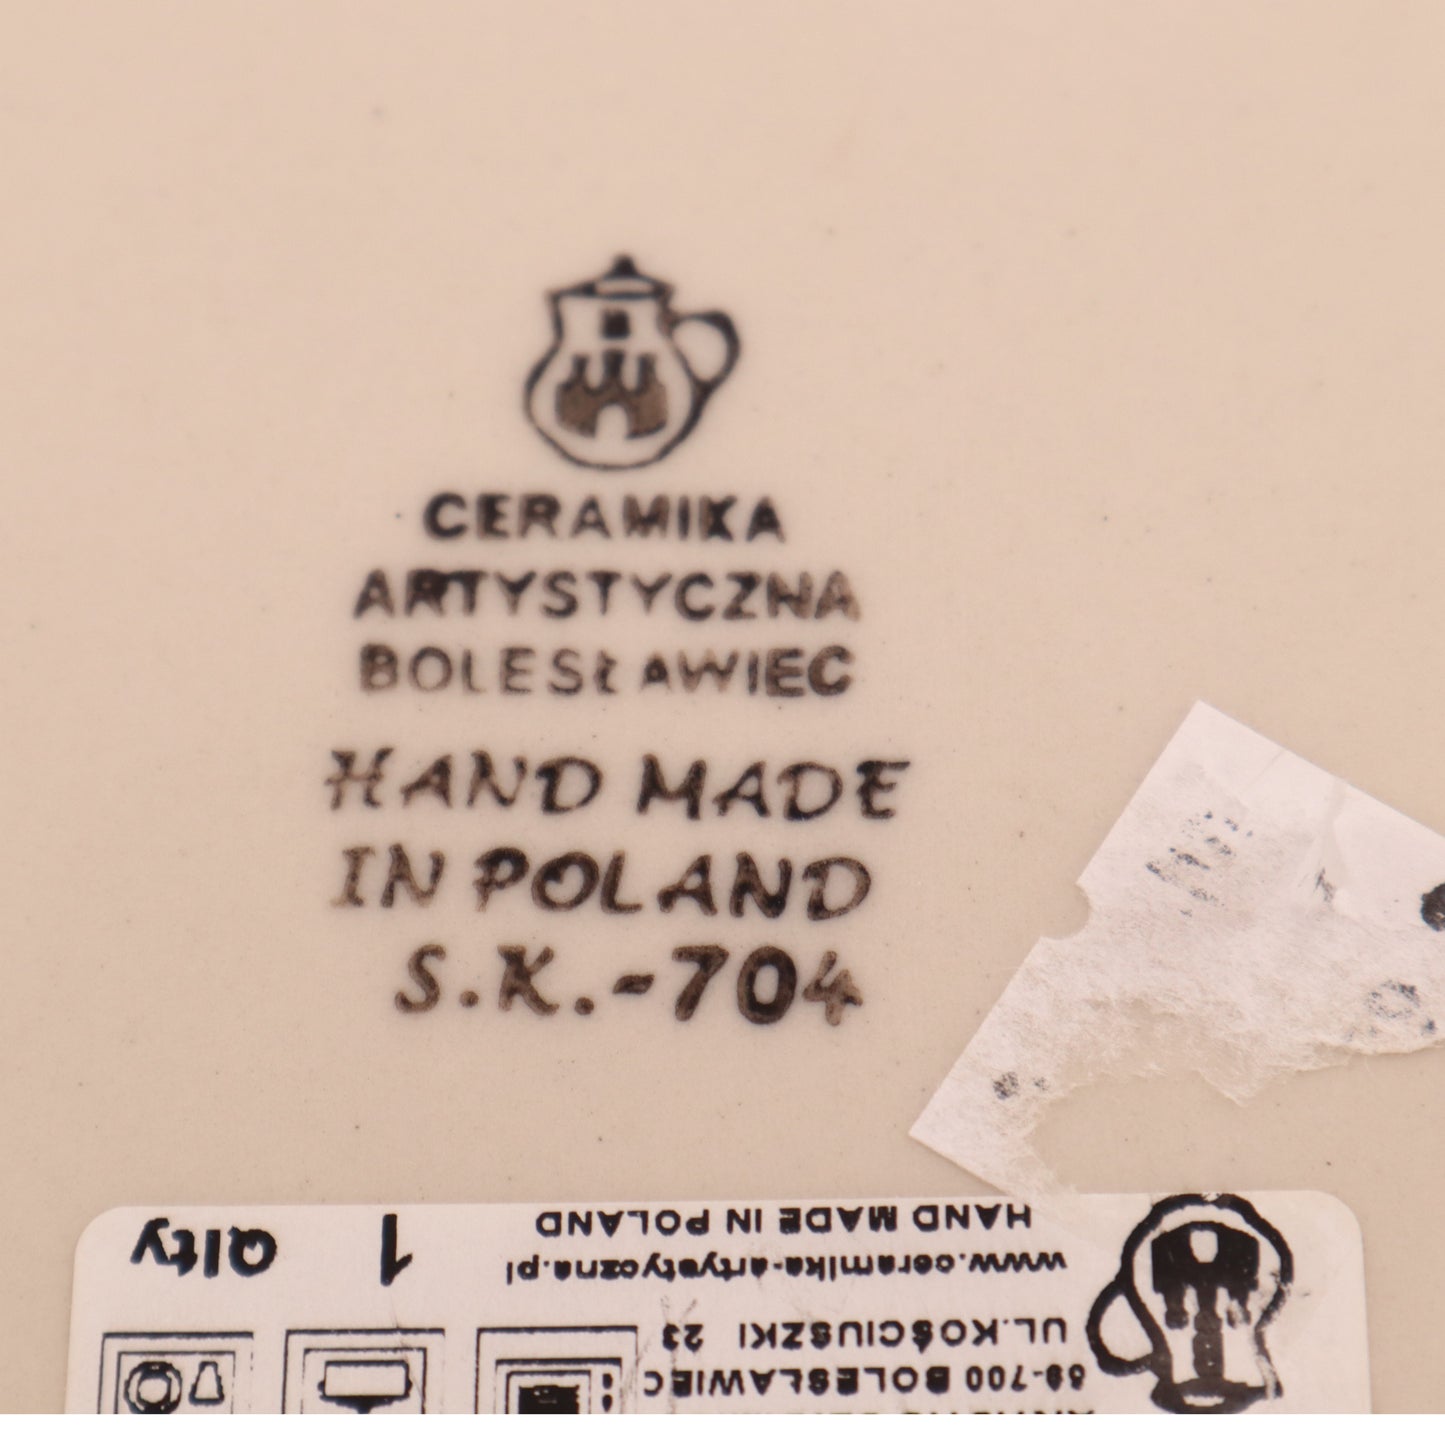 CERAMIKA
ARTYSTYCZNA
BOLESŁAWIEC
HAND MADE
IN POLAND
S.K.-704
59-700 BOLESŁAWIEC
UL.KOŚCIUSZKI 23
www.ceramika-artystyczna.pl
HAND MADE IN POLAND
1 Qlty